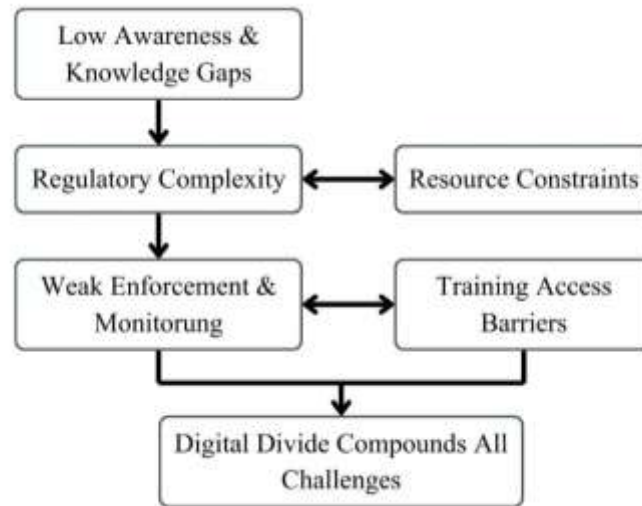 Low Awareness &
Knowledge Gaps
Regulatory Complexity
Resource Constraints
Weak Enforcement &
Monitorung
Training Access
Barriers
Digital Divide Compounds All
Challenges